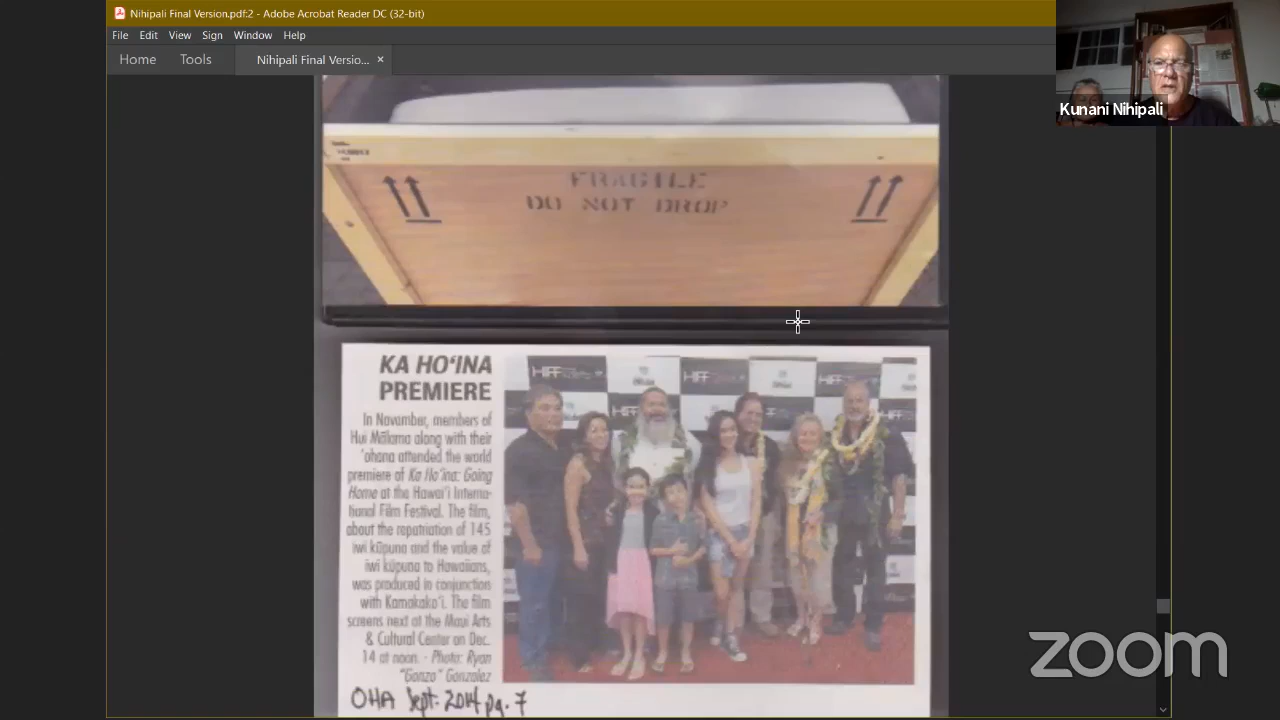 Nihipali Final Version.pdf:2 - Adobe Acrobat Reader DC (32-bit)
File Edit View Sign Window Help
Home Tools Nihipali Final Versio... ×
Kunani Nihipali
FRAGILE
DO NOT DROP
KA HOʻINA
PREMIERE
In November, members of
Hui Mālama along with their
ʻohana attended the world
premiere of Ka Hoʻina: Going
Home at the Hawaiʻi Interna-
tional Film Festival. The film,
about the repatriation of 145
iwi kūpuna and the value of
iwi kūpuna to Hawaiians,
was produced in conjunction
with Kamakakoʻi. The film
screens next at the Maui Arts
& Cultural Center on Dec.
14 at noon. - Photo: Ryan
"Gonzo" Gonzalez
HIFF HIFF HIFF
HIFF
OHA Sept. 2014 pg. 7
zoom